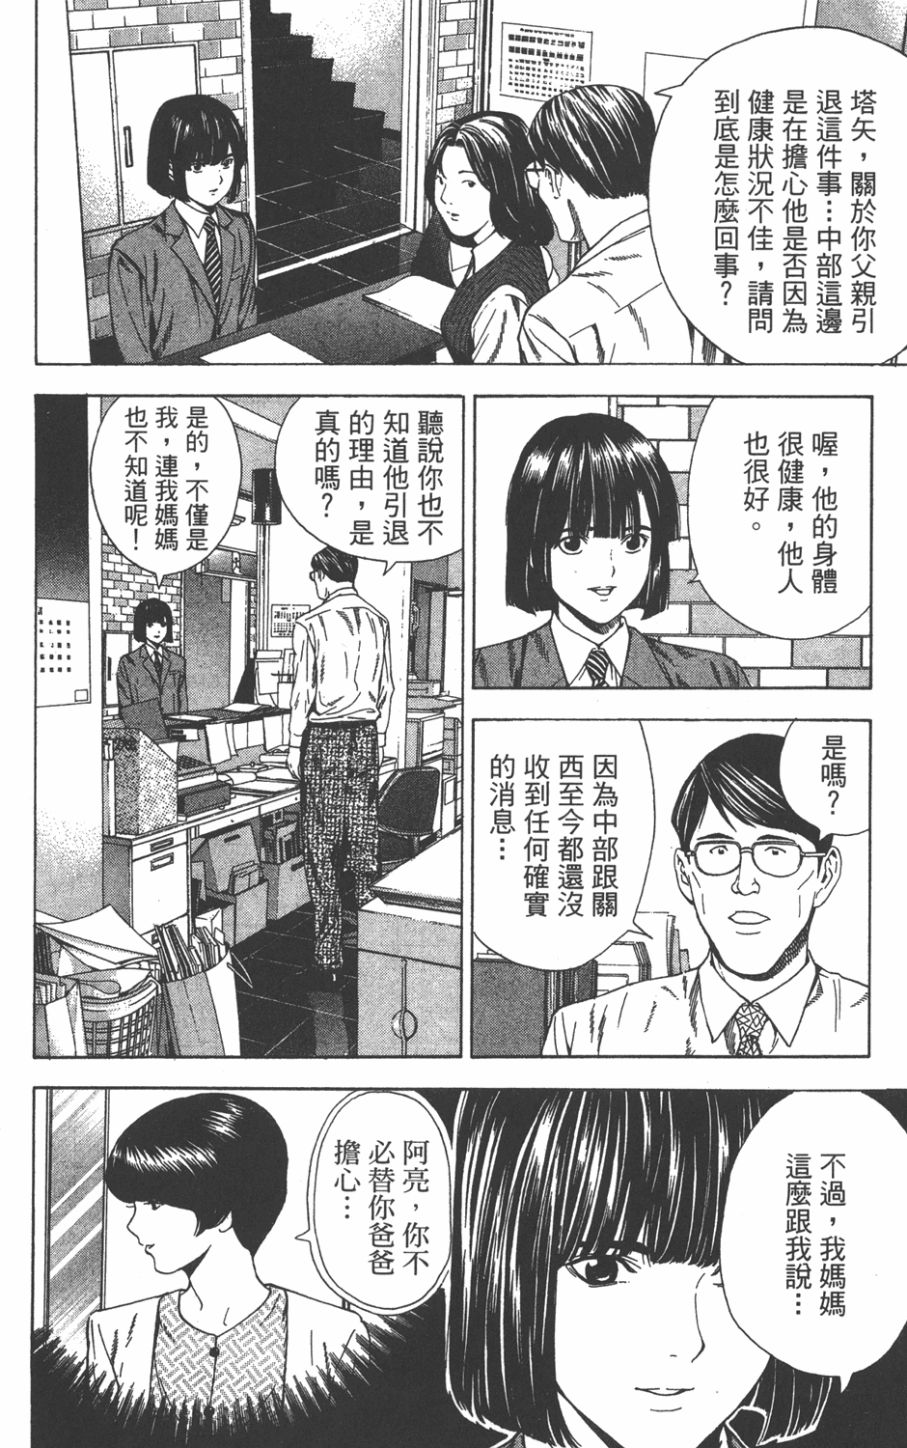 塔矢，關於你父親引
退這件事…中部這邊
是在擔心他是否因為
健康狀況不佳，請問
到底是怎麼回事？
喔，他的身體
很健康，他人
也很好。
聽說你也不
知道他引退
的理由，是
真的嗎？
是的，不僅是
我，連我媽媽
也不知道呢！
是嗎？
因為中部跟關
西至今都還沒
收到任何確實
的消息…
不過，我媽媽
這麼跟我說…
阿亮，你不
必替你爸爸
擔心…